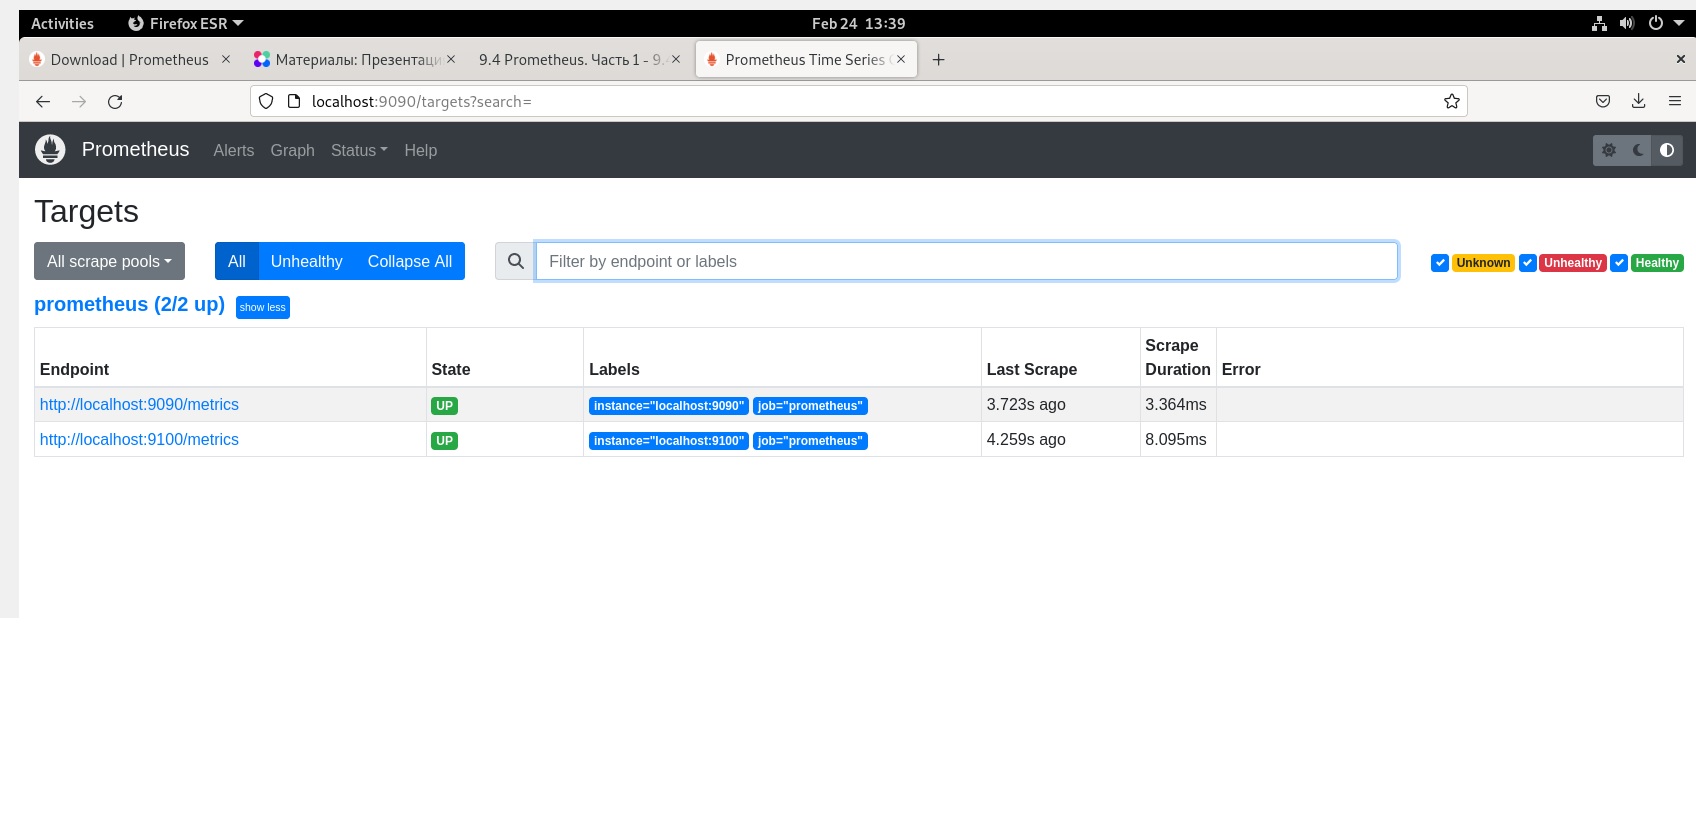 Activities Firefox ESR Feb 24 13:39
Download | Prometheus Материалы: Презентаци 9.4 Prometheus. Часть 1 - 9. Prometheus Time Series
localhost:9090/targets?search=
Prometheus Alerts Graph Status Help
Targets
All scrape pools All Unhealthy Collapse All Filter by endpoint or labels Unknown Unhealthy Healthy
prometheus (2/2 up) show less
Endpoint State Labels Last Scrape Scrape Duration Error
http://localhost:9090/metrics UP instance="localhost:9090" job="prometheus" 3.723s ago 3.364ms
http://localhost:9100/metrics UP instance="localhost:9100" job="prometheus" 4.259s ago 8.095ms